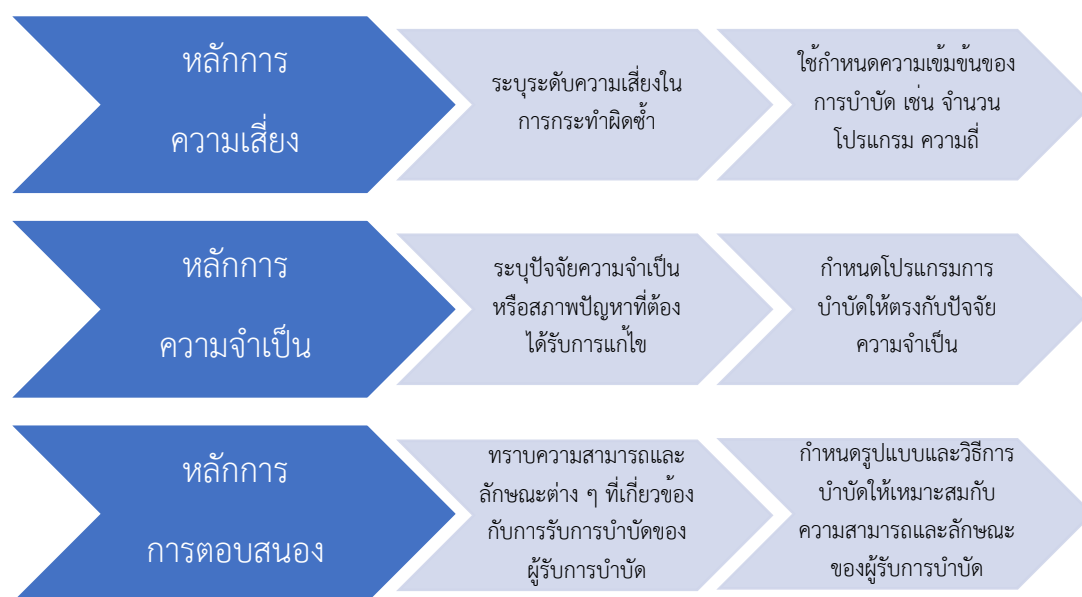 หลักการ
ความเสี่ยง
ระบุระดับความเสี่ยงใน
การกระทำผิดซ้ำ
ใช้กำหนดความเข้มข้นของ
การบำบัด เช่น จำนวน
โปรแกรม ความถี่
หลักการ
ความจำเป็น
ระบุปัจจัยความจำเป็น
หรือสภาพปัญหาที่ต้อง
ได้รับการแก้ไข
กำหนดโปรแกรมการ
บำบัดให้ตรงกับปัจจัย
ความจำเป็น
หลักการ
การตอบสนอง
ทราบความสามารถและ
ลักษณะต่าง ๆ ที่เกี่ยวข้อง
กับการรับการบำบัดของ
ผู้รับการบำบัด
กำหนดรูปแบบและวิธีการ
บำบัดให้เหมาะสมกับ
ความสามารถและลักษณะ
ของผู้รับการบำบัด